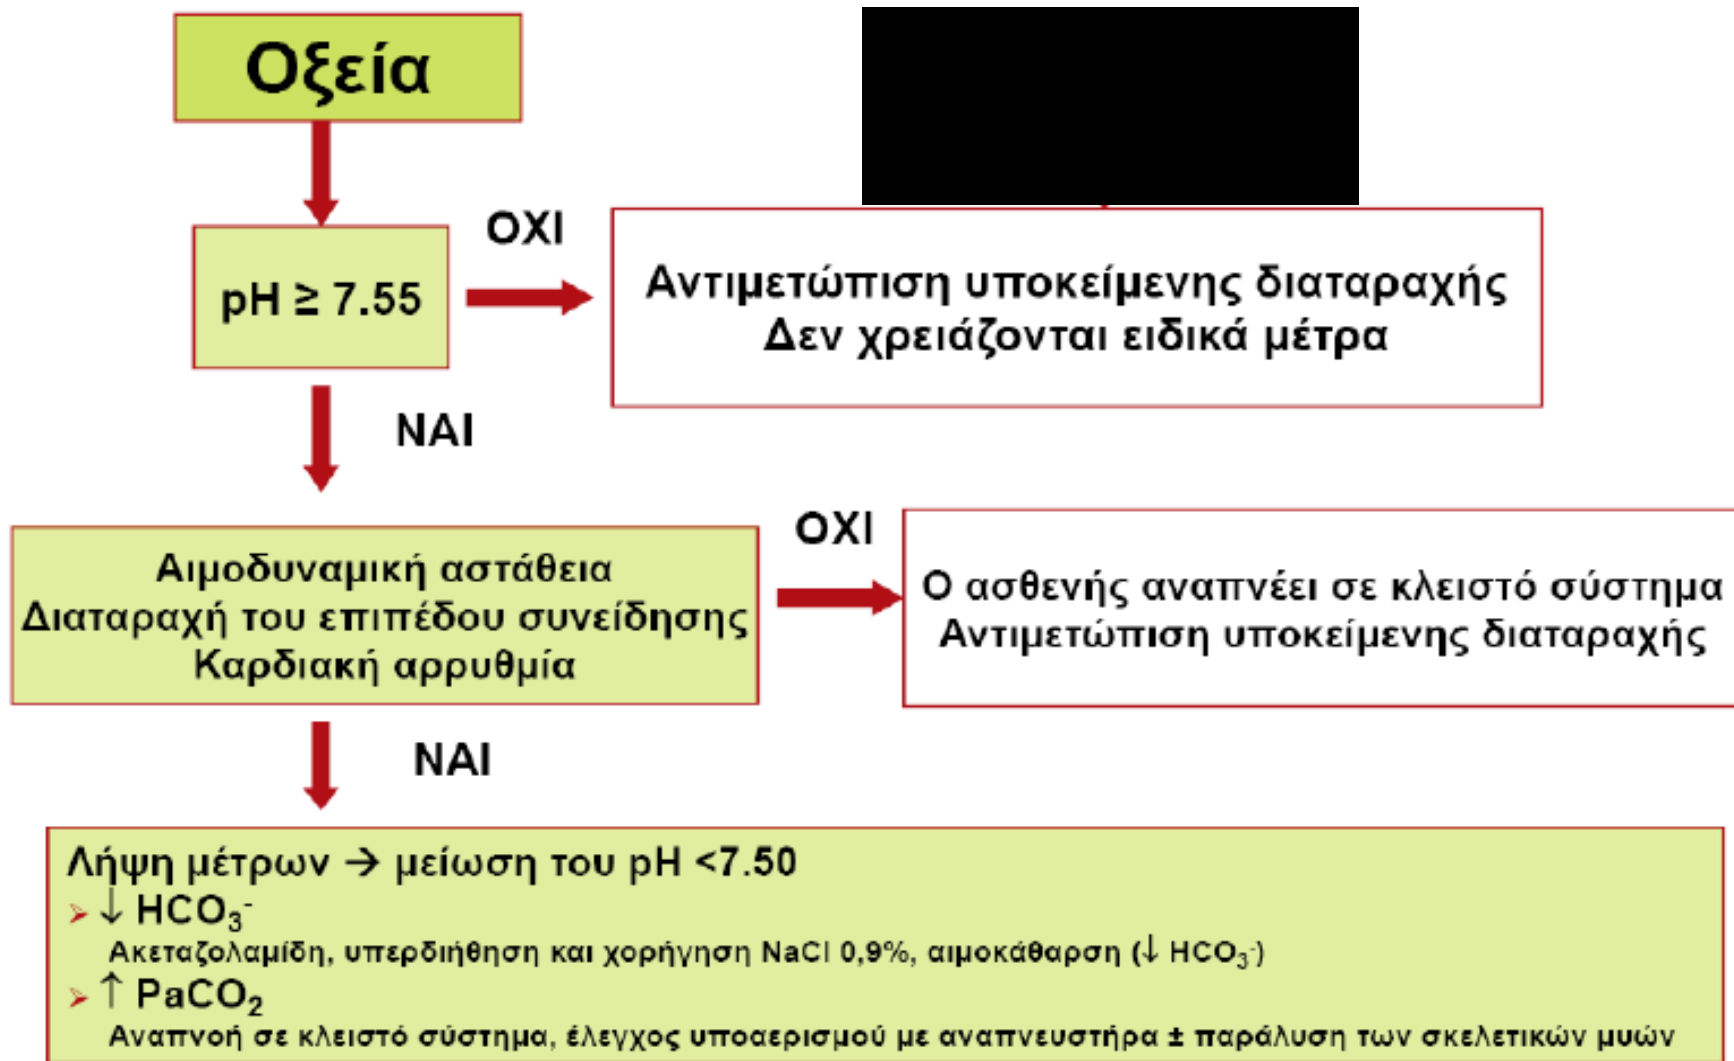 Οξεία
pH ≥ 7.55
ΟΧΙ
Αντιμετώπιση υποκείμενης διαταραχής
Δεν χρειάζονται ειδικά μέτρα
ΝΑΙ
Αιμοδυναμική αστάθεια
Διαταραχή του επιπέδου συνείδησης
Καρδιακή αρρυθμία
ΟΧΙ
Ο ασθενής αναπνέει σε κλειστό σύστημα
Αντιμετώπιση υποκείμενης διαταραχής
ΝΑΙ
Λήψη μέτρων → μείωση του pH <7.50
➢ ↓ HCO₃⁻
Ακεταζολαμίδη, υπερδιήθηση και χορήγηση NaCl 0,9%, αιμοκάθαρση (↓ HCO₃⁻)
➢ ↑ PaCO₂
Αναπνοή σε κλειστό σύστημα, έλεγχος υποαερισμού με αναπνευστήρα ± παράλυση των σκελετικών μυών